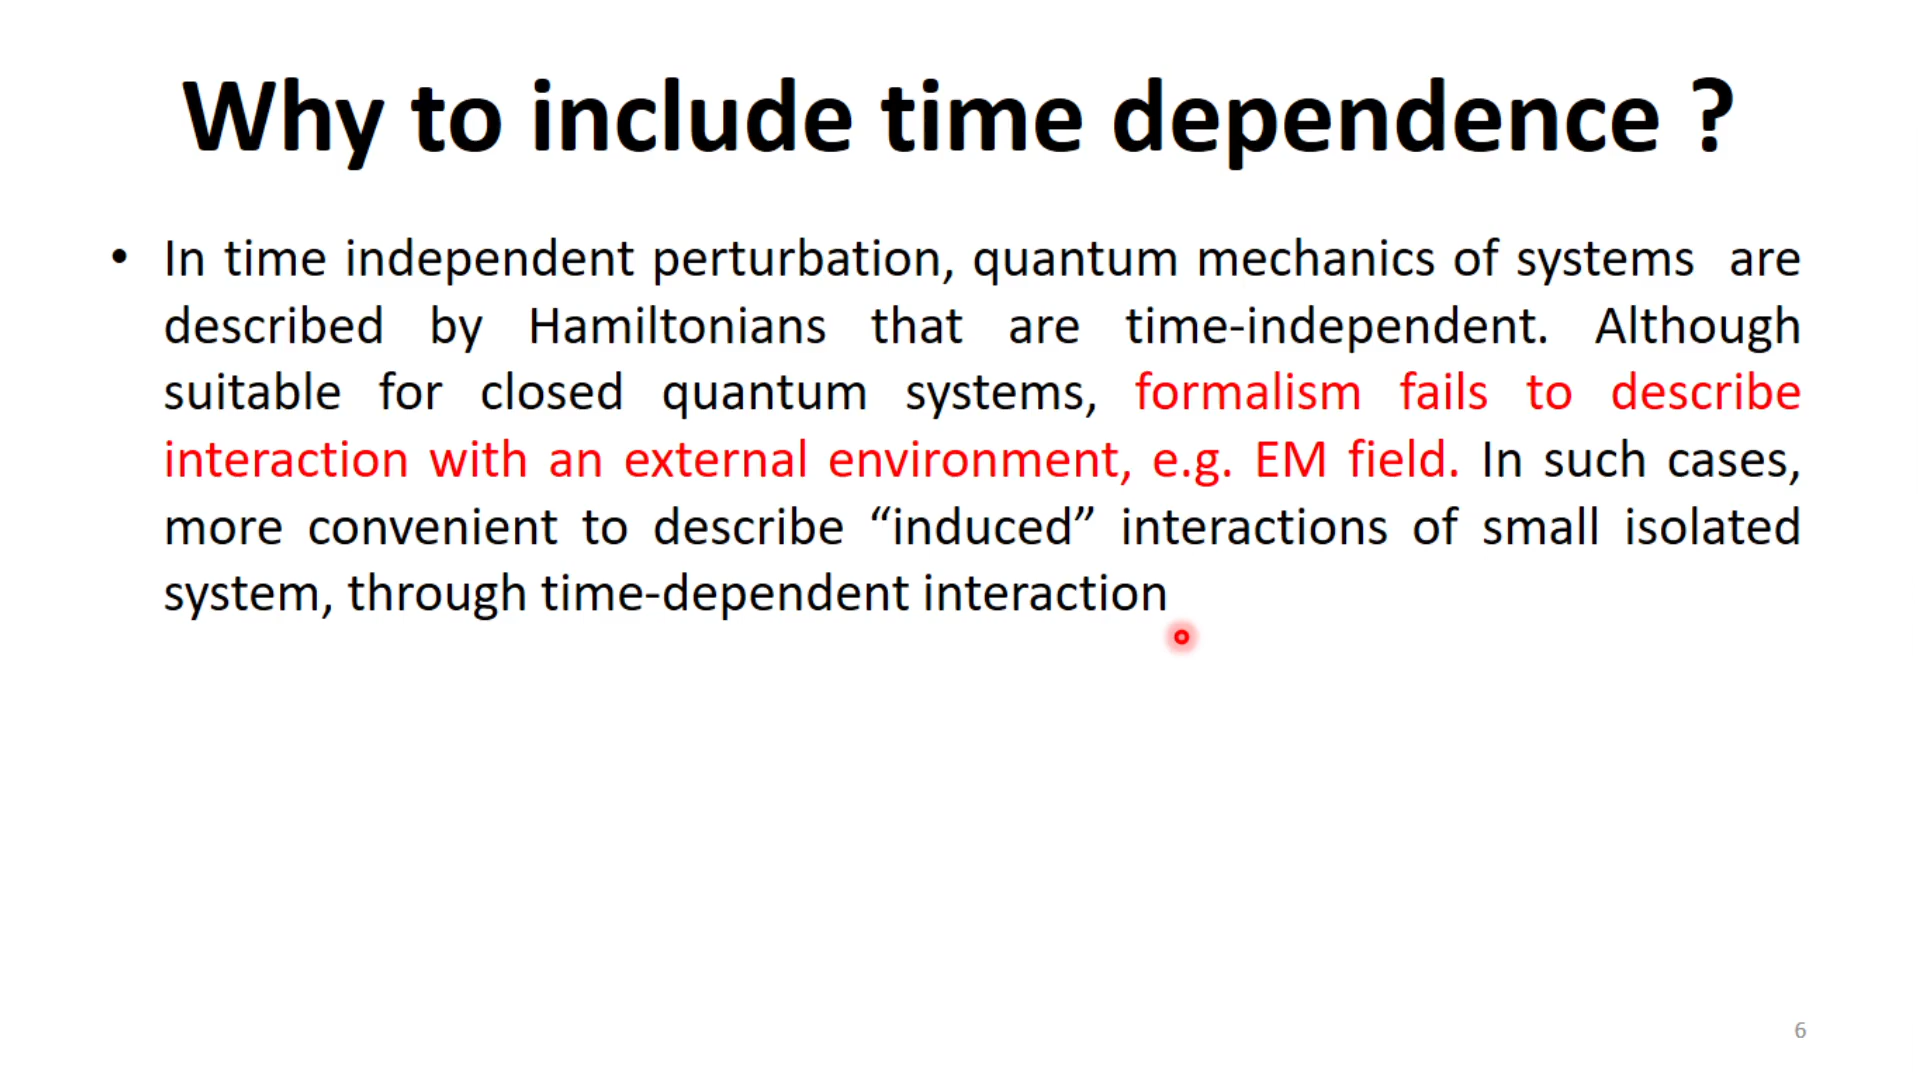 Why to include time dependence ?
• In time independent perturbation, quantum mechanics of systems are
described by Hamiltonians that are time-independent. Although
suitable for closed quantum systems, formalism fails to describe
interaction with an external environment, e.g. EM field. In such cases,
more convenient to describe “induced” interactions of small isolated
system, through time-dependent interaction
6